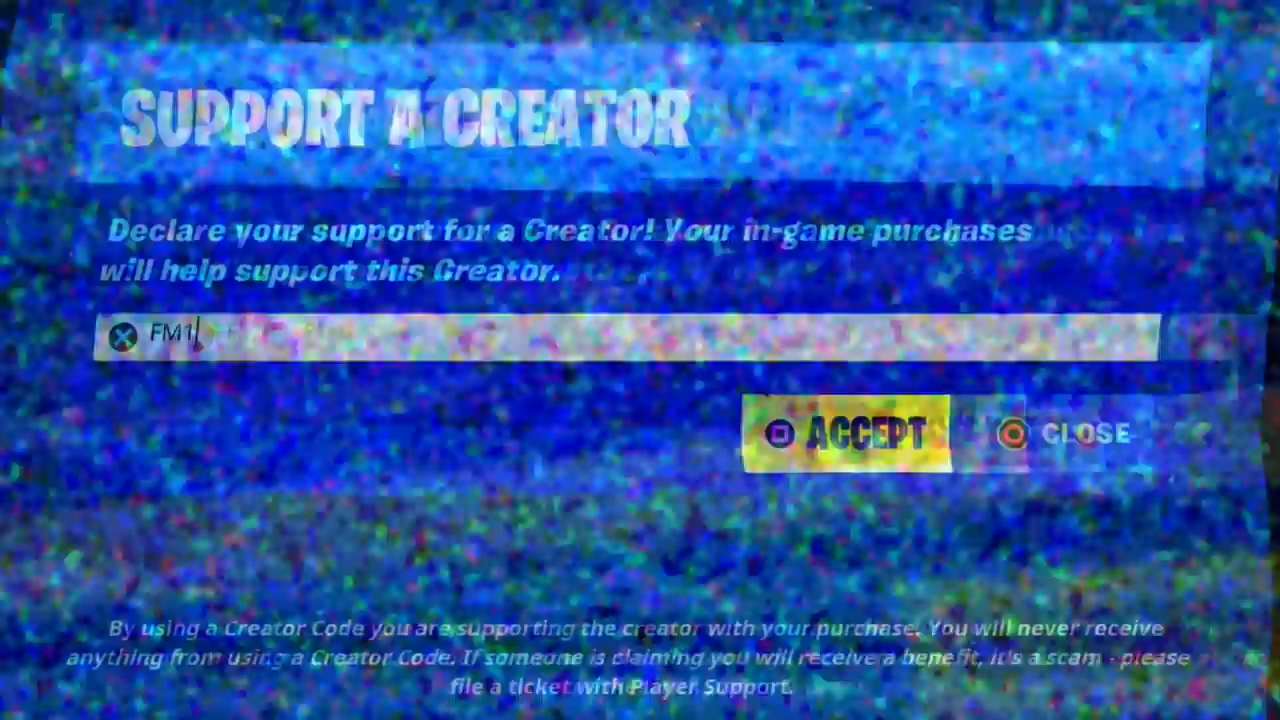 SUPPORT A CREATOR
Declare your support for a Creator! Your in-game purchases
will help support this Creator.
FM1
ACCEPT
CLOSE
By using a Creator Code you are supporting the creator with your purchase. You will never receive
anything from using a Creator Code. If someone is claiming you will receive a benefit, it's a scam - please
file a ticket with Player Support.